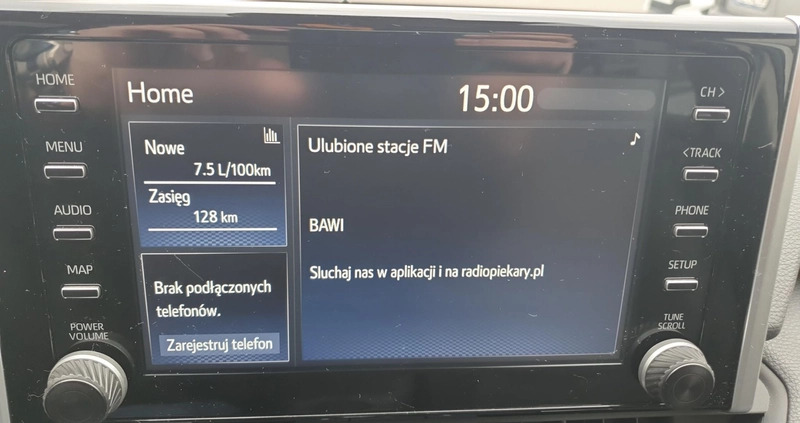 HOME
MENU
AUDIO
MAP
POWER
VOLUME
Home
15:00
Nowe
7.5 L/100km
Zasięg
128 km
Brak podłączonych
telefonów.
Zarejestruj telefon
Ulubione stacje FM
BAWI
Sluchaj nas w aplikacji i na radiopiekary.pl
CH >
<TRACK
PHONE
SETUP
TUNE
SCROLL